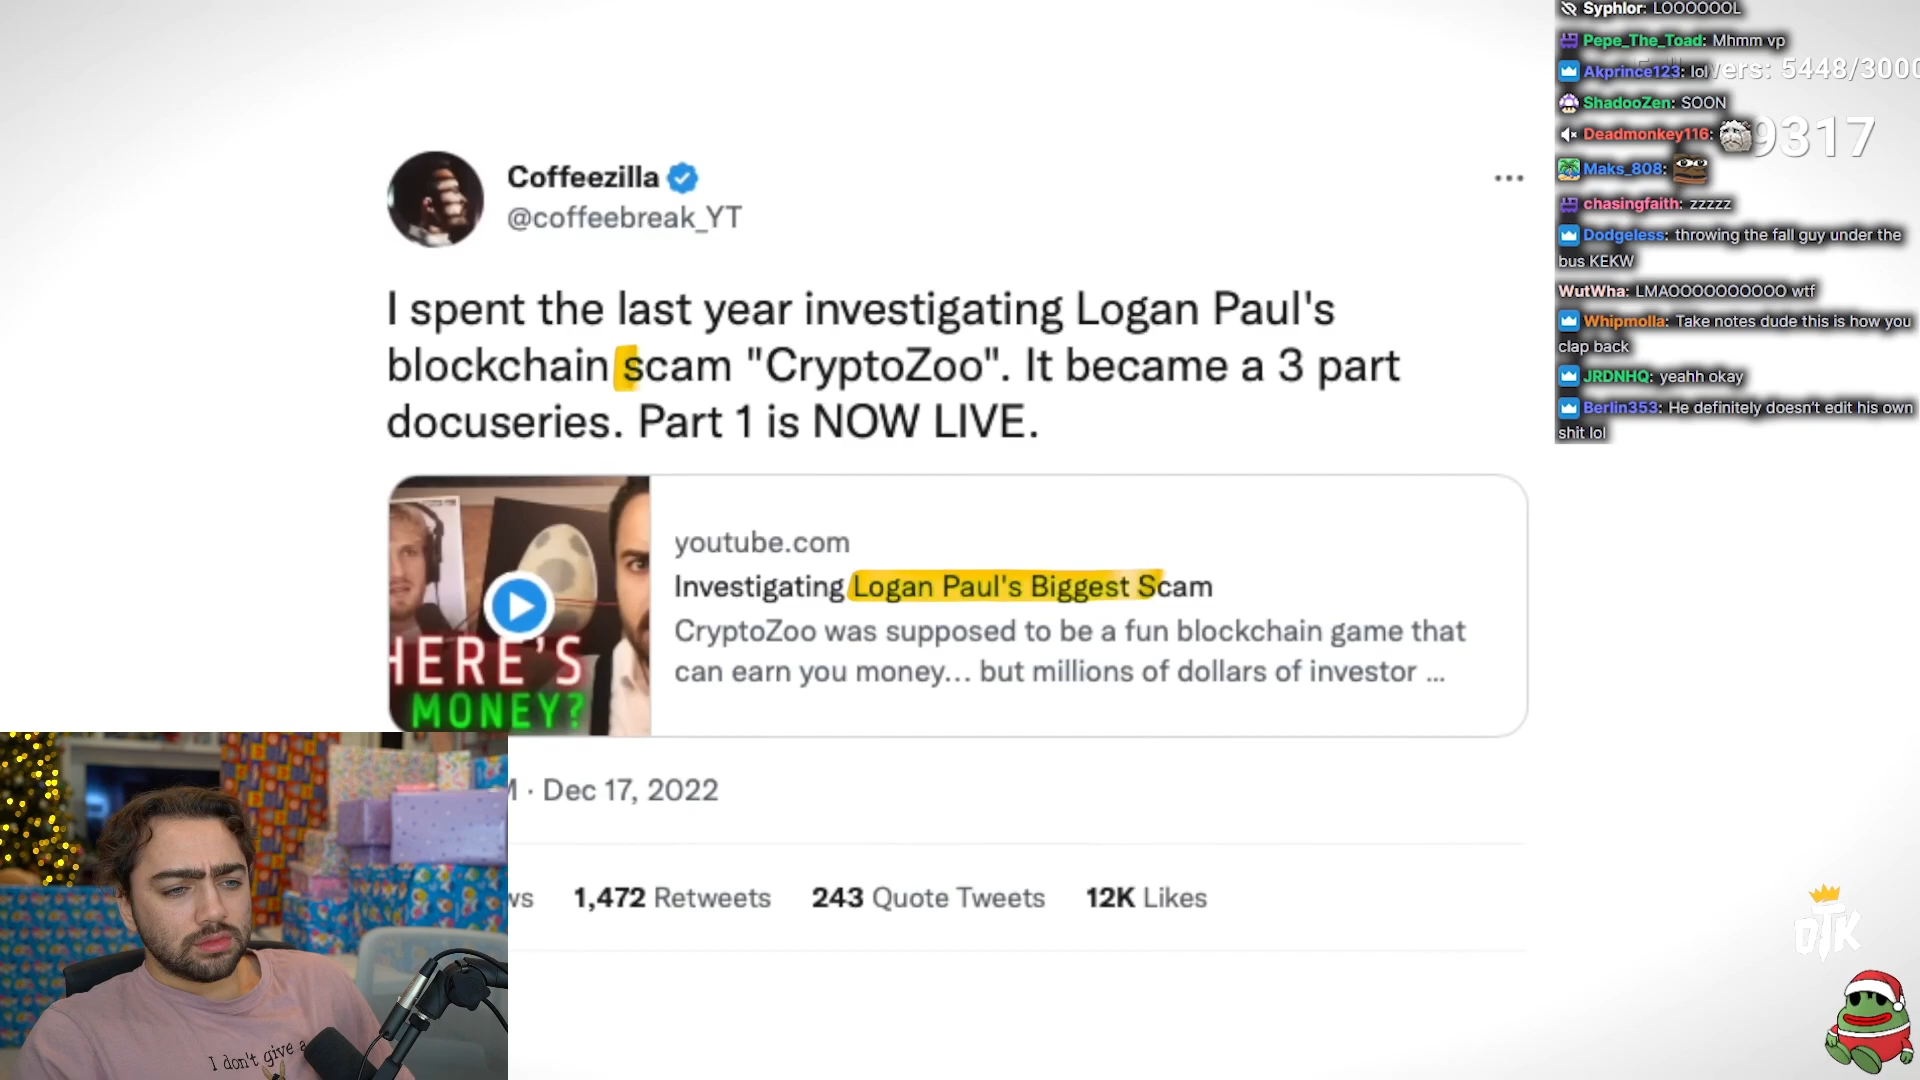 Coffeezilla
@coffeebreak_YT
I spent the last year investigating Logan Paul's
blockchain scam "CryptoZoo". It became a 3 part
docuseries. Part 1 is NOW LIVE.
youtube.com
Investigating Logan Paul's Biggest Scam
CryptoZoo was supposed to be a fun blockchain game that
can earn you money... but millions of dollars of investor ...
HERE'S
MONEY?
M · Dec 17, 2022
ws 1,472 Retweets 243 Quote Tweets 12K Likes
Syphlor: LOOOOOOL
Pepe_The_Toad: Mhmm vp
Akprince123: lol
vers: 5448/3000
ShadooZen: SOON
Deadmonkey116:
9317
Maks_808:
chasingfaith: zzzzz
Dodgeless: throwing the fall guy under the
bus KEKW
WutWha: LMAOOOOOOOOOO wtf
Whipmolla: Take notes dude this is how you
clap back
JRDNHQ: yeahh okay
Berlin353: He definitely doesn't edit his own
shit lol
I don't give a
OTK